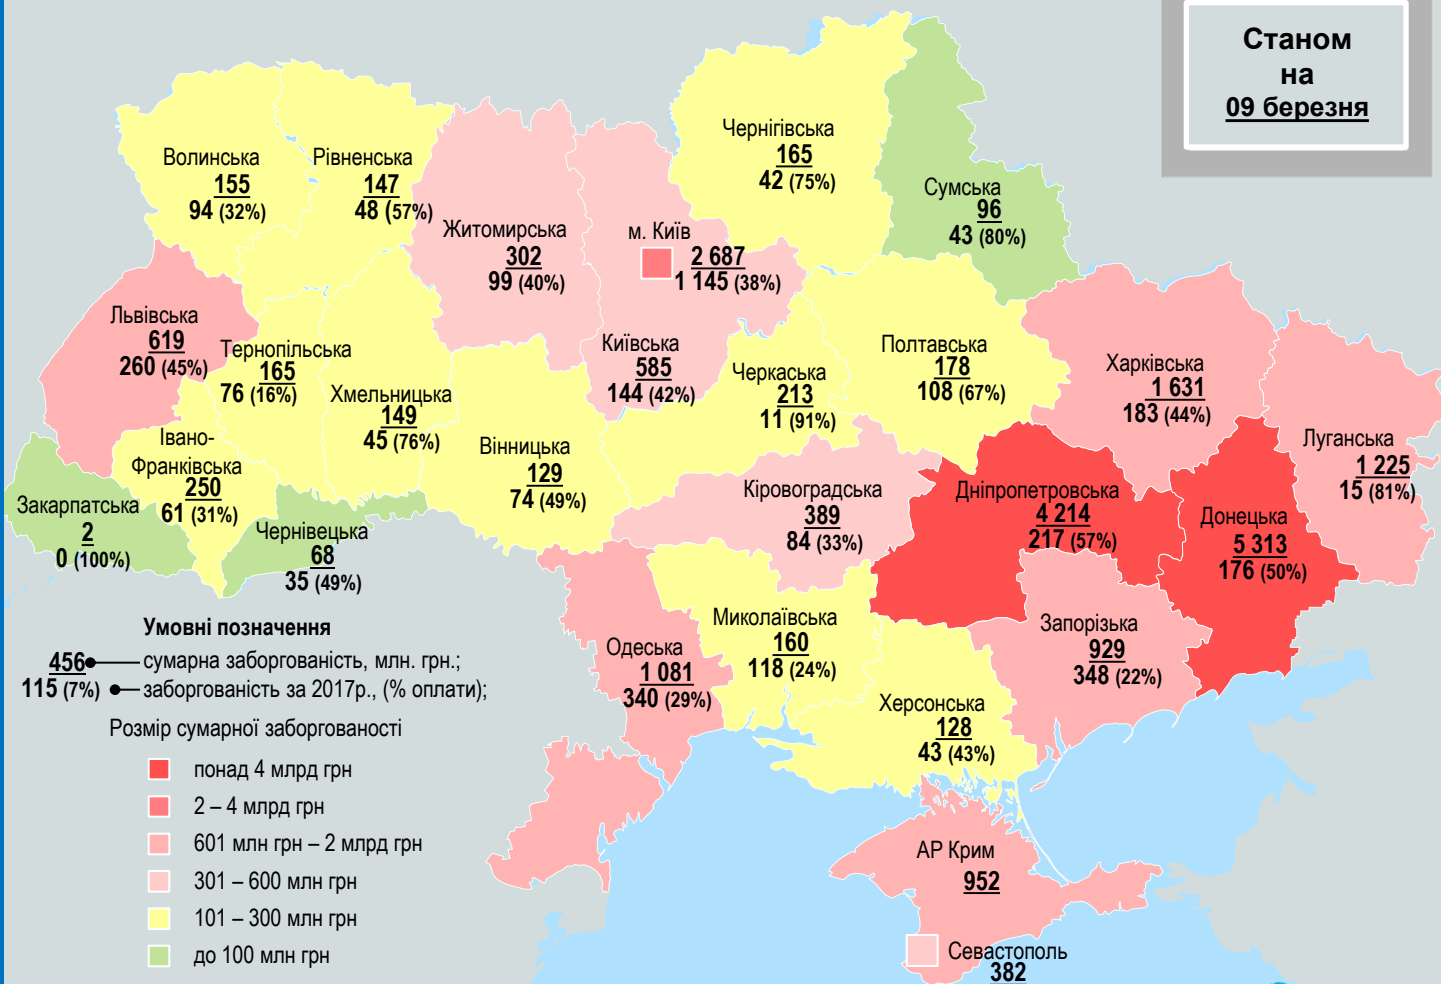 Станом
на
09 березня
Волинська
155
94 (32%)
Рівненська
147
48 (57%)
Житомирська
302
99 (40%)
м. Київ
2 687
1 145 (38%)
Київська
585
144 (42%)
Чернігівська
165
42 (75%)
Сумська
96
43 (80%)
Львівська
619
260 (45%)
Тернопільська
165
76 (16%)
Хмельницька
149
45 (76%)
Вінницька
129
74 (49%)
Черкаська
213
11 (91%)
Полтавська
178
108 (67%)
Харківська
1 631
183 (44%)
Луганська
1 225
15 (81%)
Івано-
Франківська
250
61 (31%)
Закарпатська
2
0 (100%)
Чернівецька
68
35 (49%)
Кіровоградська
389
84 (33%)
Дніпропетровська
4 214
217 (57%)
Донецька
5 313
176 (50%)
Одеська
1 081
340 (29%)
Миколаївська
160
118 (24%)
Запорізька
929
348 (22%)
Херсонська
128
43 (43%)
АР Крим
952
Севастополь
382
Умовні позначення
456 сумарна заборгованість, млн. грн.;
115 (7%) заборгованість за 2017р., (% оплати);
Розмір сумарної заборгованості
понад 4 млрд грн
2 – 4 млрд грн
601 млн грн – 2 млрд грн
301 – 600 млн грн
101 – 300 млн грн
до 100 млн грн